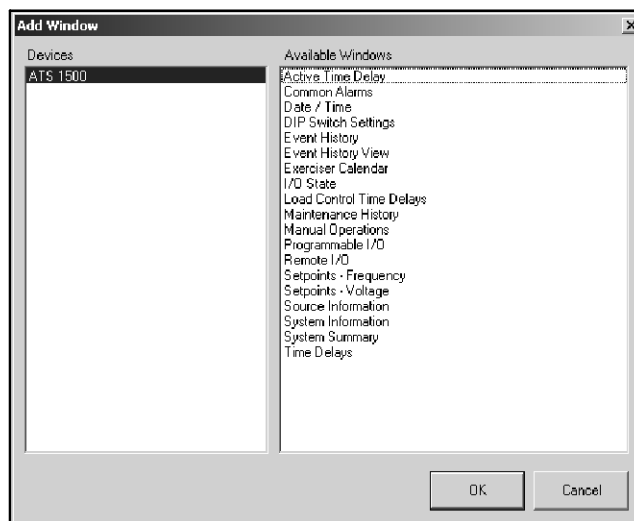 Add Window
Devices
Available Windows
ATS 1500
Active Time Delay
Common Alarms
Date / Time
DIP Switch Settings
Event History
Event History View
Exerciser Calendar
I/O State
Load Control Time Delays
Maintenance History
Manual Operations
Programmable I/O
Remote I/O
Setpoints - Frequency
Setpoints - Voltage
Source Information
System Information
System Summary
Time Delays
OK
Cancel